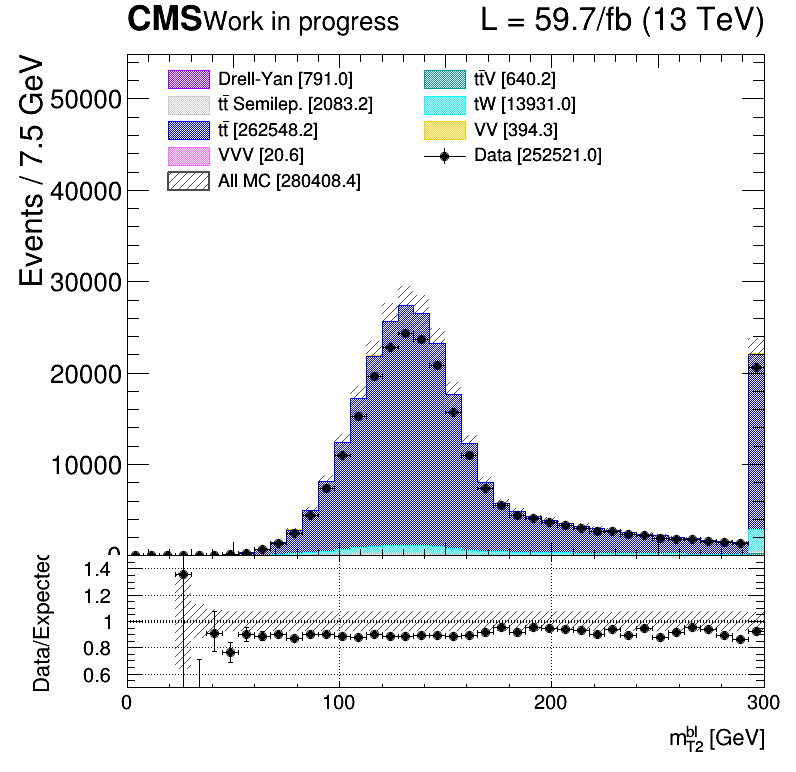 CMS Work in progress L = 59.7/fb (13 TeV)
Events / 7.5 GeV
50000
40000
30000
20000
10000
0
Drell-Yan [791.0]
tt̄ Semilep. [2083.2]
tt̄ [262548.2]
VVV [20.6]
All MC [280408.4]
tt̄V [640.2]
tW [13931.0]
VV [394.3]
Data [252521.0]
Data/Expected
1.4
1.2
1
0.8
0.6
0 100 200 300
m_{T2}^{bl} [GeV]